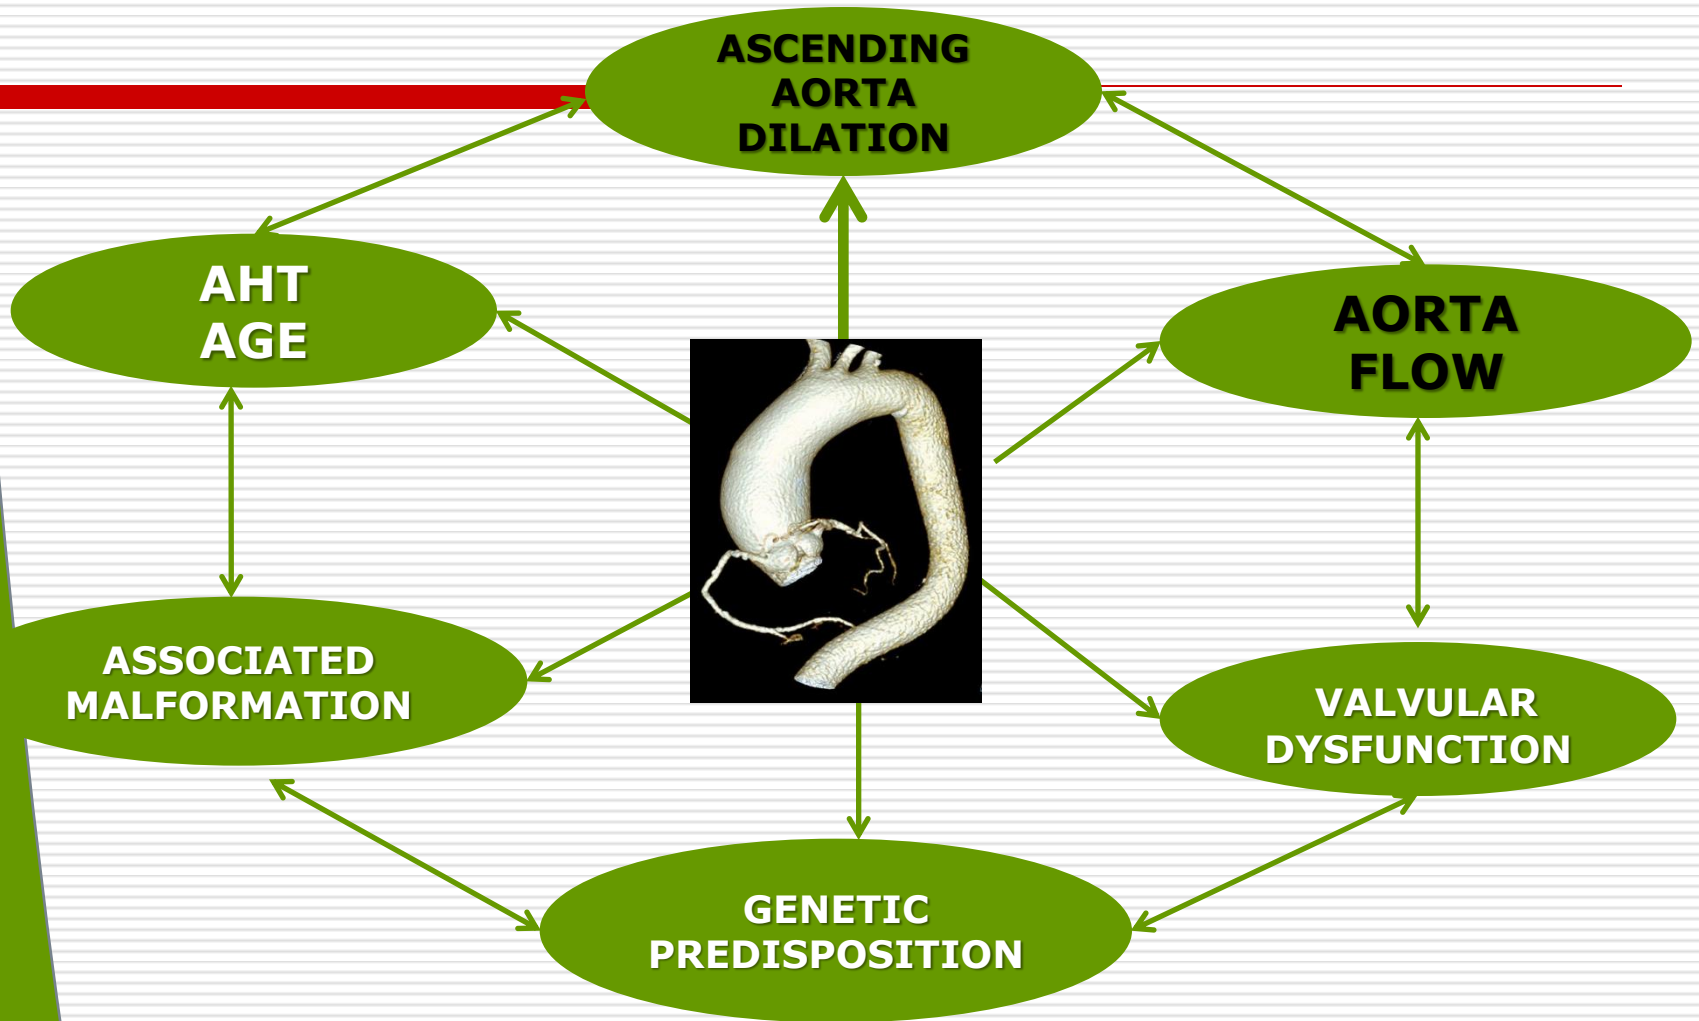 ASCENDING
AORTA
DILATION
AHT
AGE
AORTA
FLOW
ASSOCIATED
MALFORMATION
VALVULAR
DYSFUNCTION
GENETIC
PREDISPOSITION